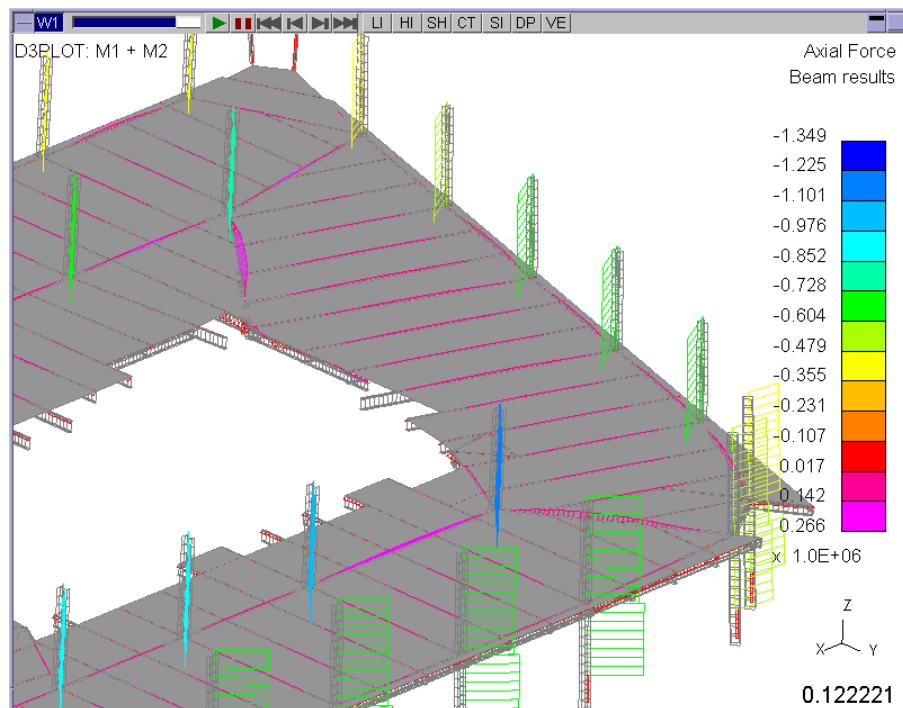 W1 LI HI SH CT SI DP VE
D3PLOT: M1 + M2
Axial Force
Beam results
-1.349
-1.225
-1.101
-0.976
-0.852
-0.728
-0.604
-0.479
-0.355
-0.231
-0.107
0.017
0.142
0.266
x 1.0E+06
Z
X Y
0.122221